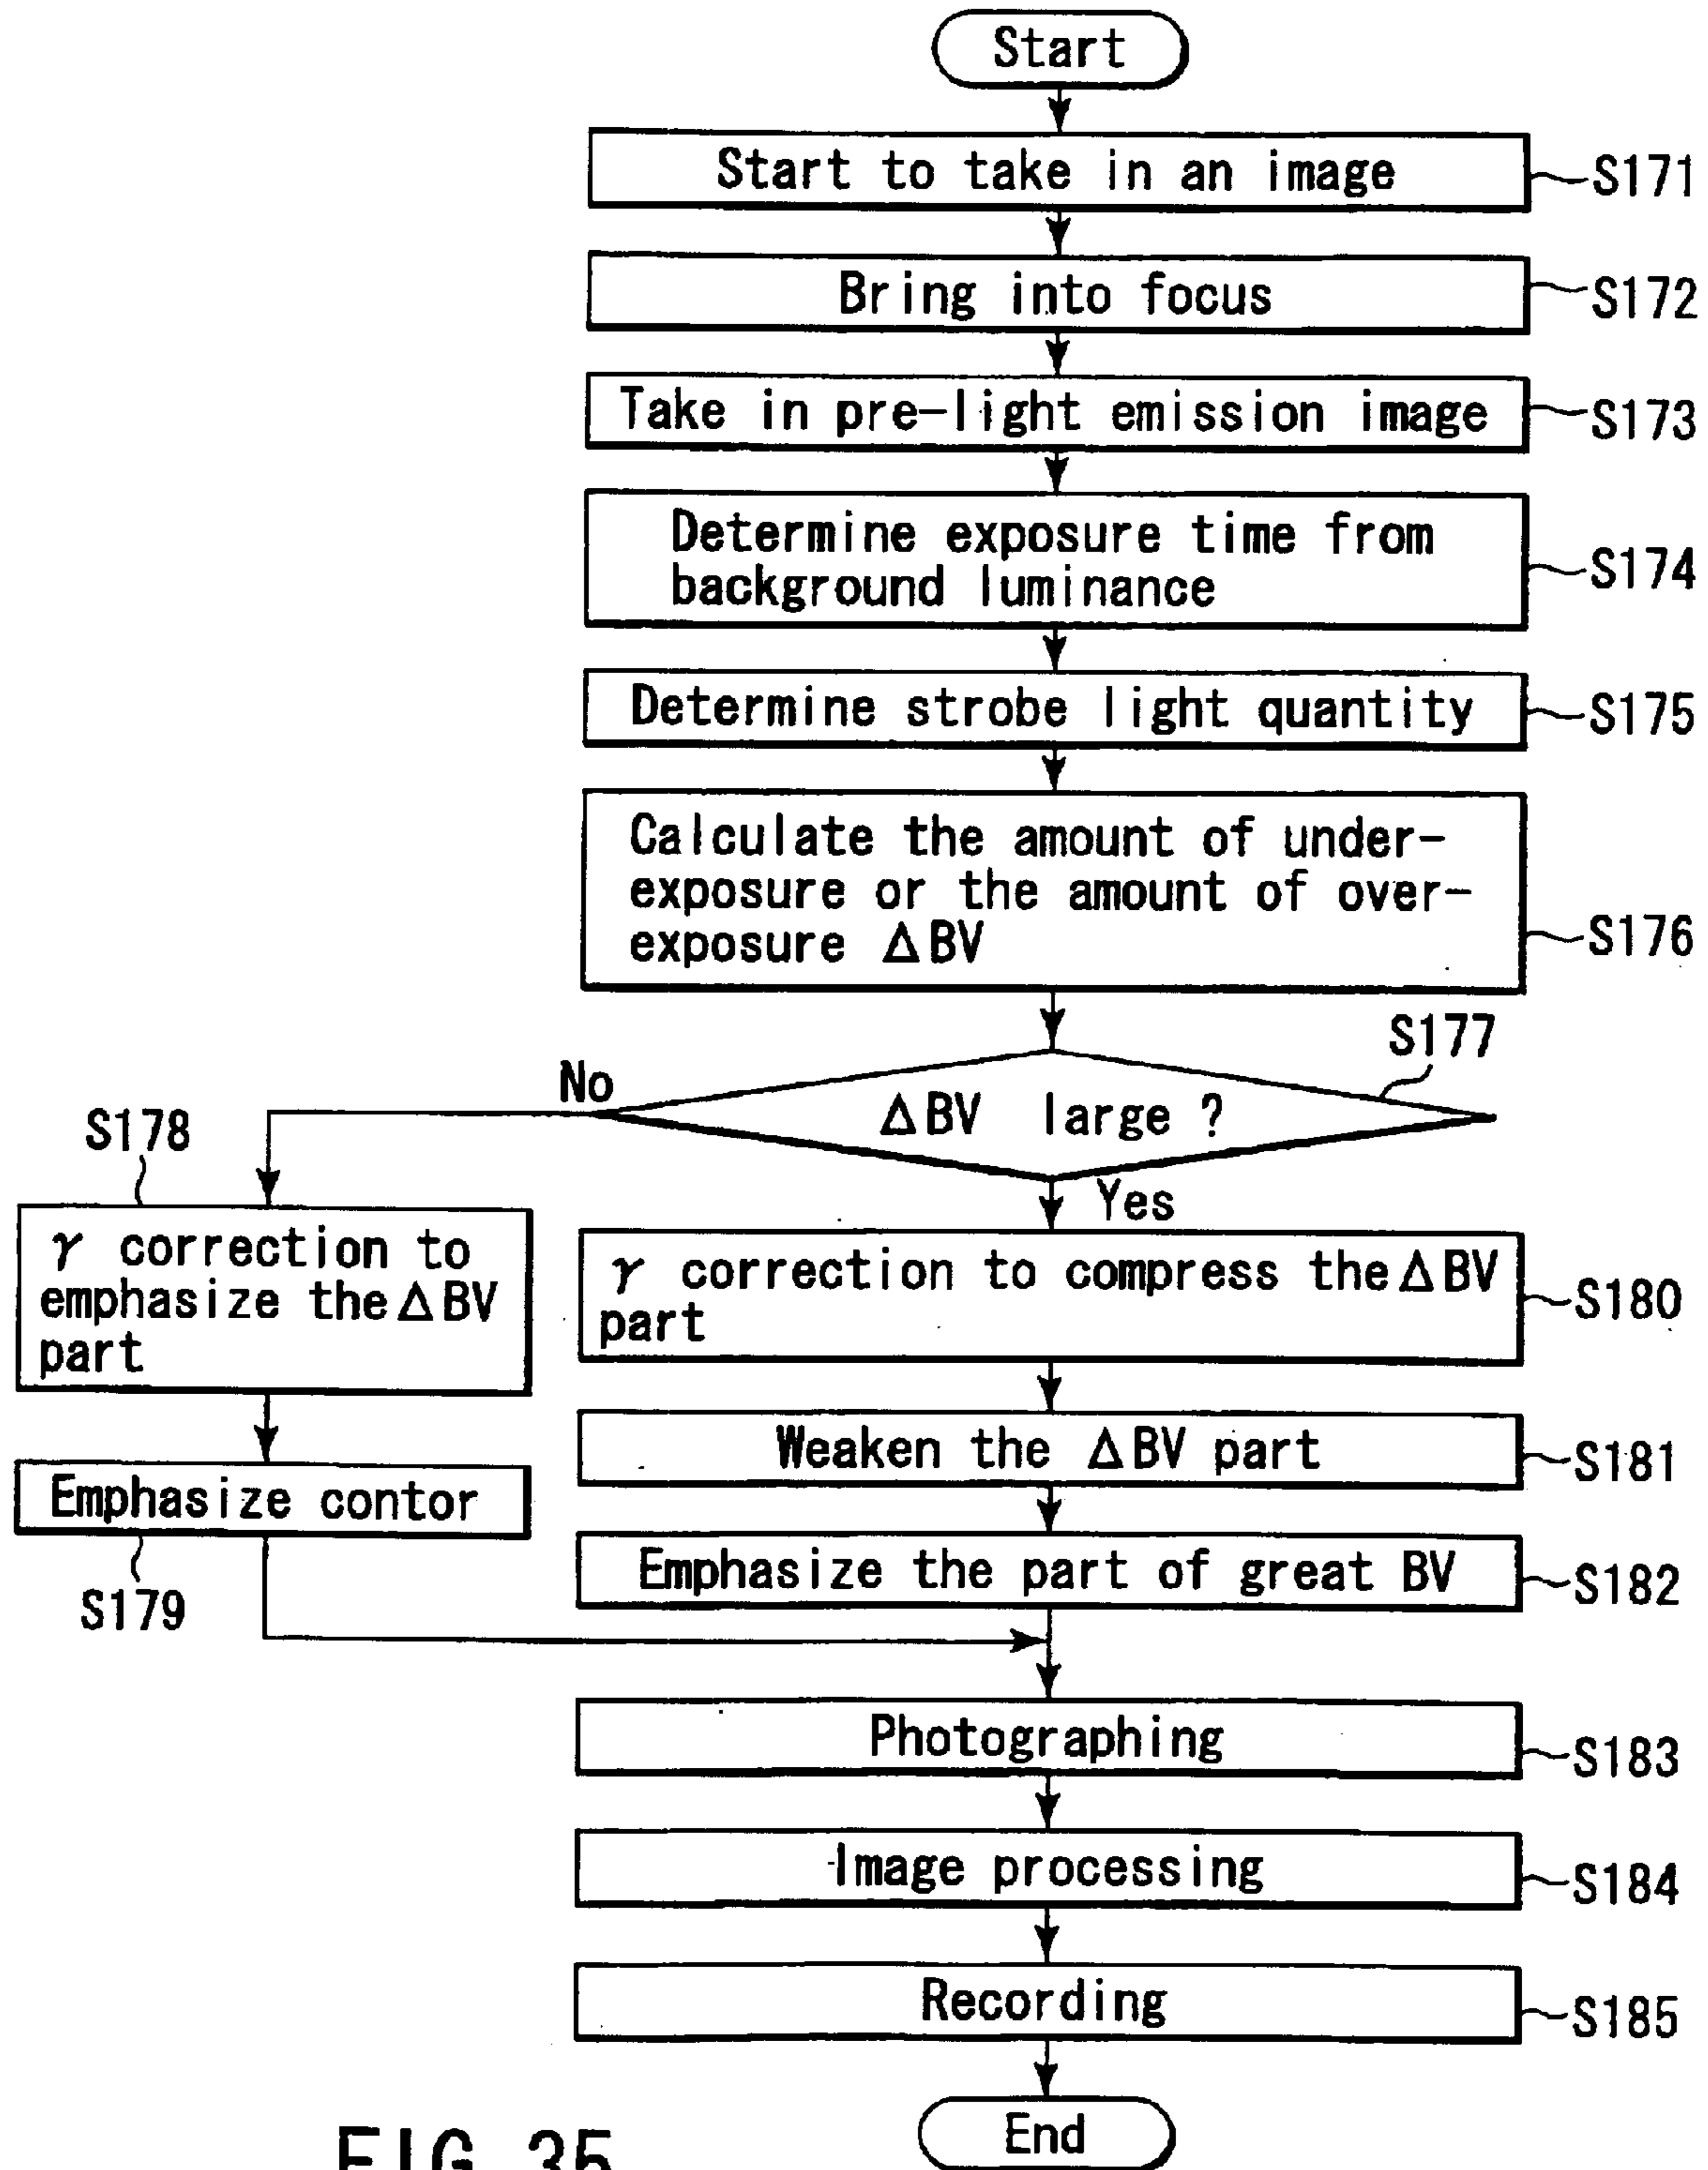 Start
Start to take in an image
S171
Bring into focus
S172
Take in pre-light emission image
S173
Determine exposure time from
background luminance
S174
Determine strobe light quantity
S175
Calculate the amount of under-
exposure or the amount of over-
exposure ΔBV
S176
S177
No
ΔBV large ?
Yes
S178
γ correction to
emphasize the ΔBV
part
Emphasize contor
S179
γ correction to compress the ΔBV
part
S180
Weaken the ΔBV part
S181
Emphasize the part of great BV
S182
Photographing
S183
Image processing
S184
Recording
S185
End
FIG. 35